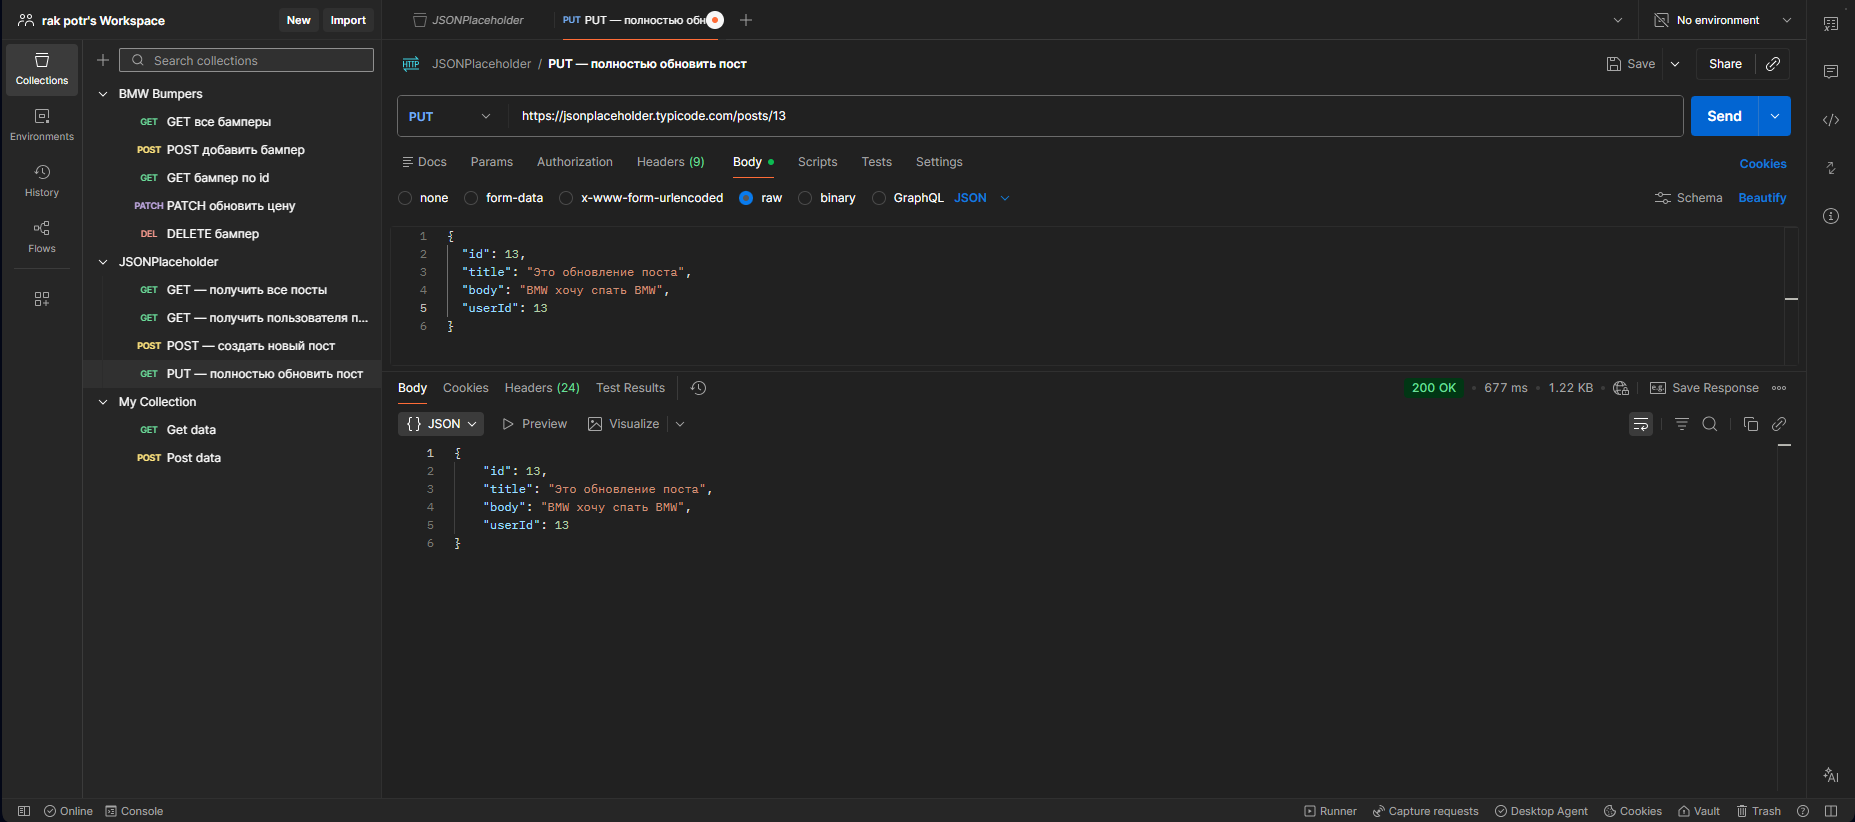 rak potr's Workspace
New
Import
JSONPlaceholder
PUT PUT — полностью обн
No environment
Collections
Environments
History
Flows
Search collections
BMW Bumpers
GET GET все бамперы
POST POST добавить бампер
GET GET бампер по id
PATCH PATCH обновить цену
DEL DELETE бампер
JSONPlaceholder
GET GET — получить все посты
GET GET — получить пользователя п...
POST POST — создать новый пост
GET PUT — полностью обновить пост
My Collection
GET Get data
POST Post data
HTTP JSONPlaceholder / PUT — полностью обновить пост
Save
Share
PUT
https://jsonplaceholder.typicode.com/posts/13
Send
Docs Params Authorization Headers (9) Body Scripts Tests Settings
Cookies
none form-data x-www-form-urlencoded raw binary GraphQL JSON
Schema Beautify
1 {
2 "id": 13,
3 "title": "Это обновление поста",
4 "body": "BMW хочу спать BMW",
5 "userId": 13
6 }
Body Cookies Headers (24) Test Results
200 OK • 677 ms • 1.22 KB •
e.g. Save Response
{ } JSON Preview Visualize
1 {
2 "id": 13,
3 "title": "Это обновление поста",
4 "body": "BMW хочу спать BMW",
5 "userId": 13
6 }
AI
Online Console
Runner Capture requests Desktop Agent Cookies Vault Trash